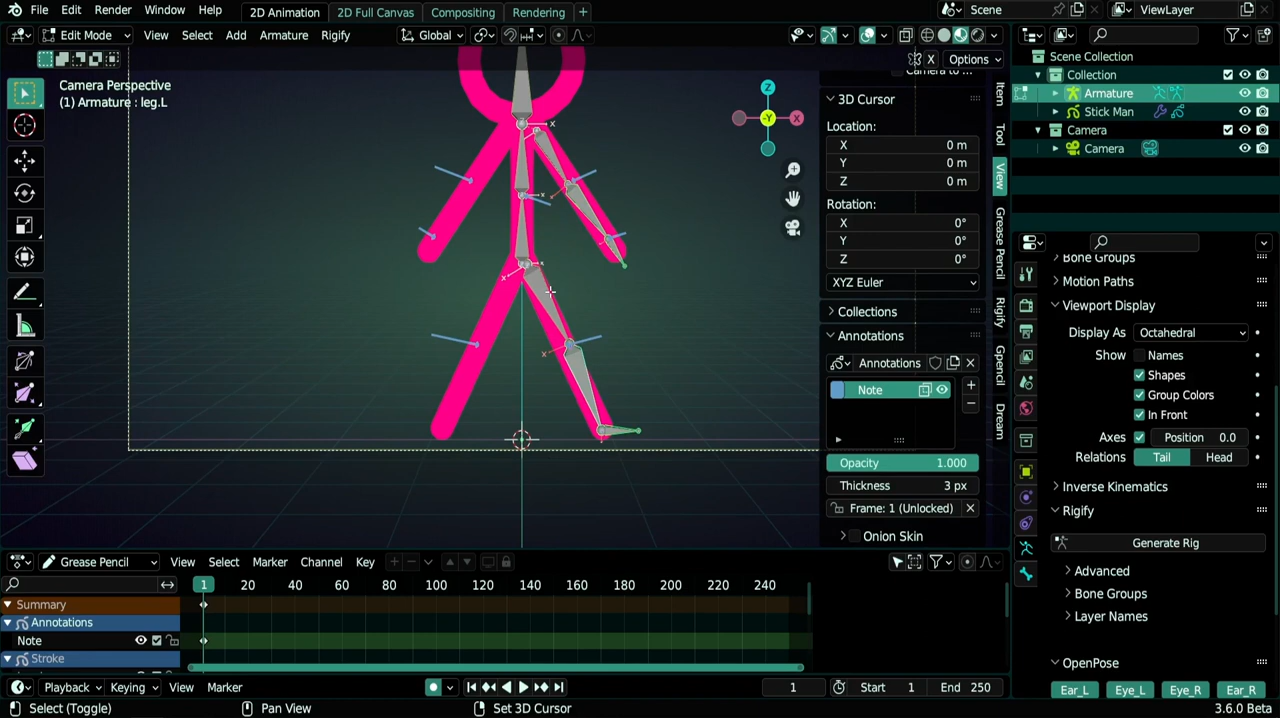 File Edit Render Window Help 2D Animation 2D Full Canvas Compositing Rendering + Scene ViewLayer
Edit Mode View Select Add Armature Rigify Global
X Options
Camera Perspective
(1) Armature : leg.L
Z
-Y
X
Camera to ...
3D Cursor
Location:
X 0 m
Y 0 m
Z 0 m
Rotation:
X 0°
Y 0°
Z 0°
XYZ Euler
Collections
Annotations
Annotations
Note
Opacity 1.000
Thickness 3 px
Frame: 1 (Unlocked)
Onion Skin
Item
Tool
View
Grease Pencil
Rigify
Gpencil
Dream
Scene Collection
Collection
Armature
Stick Man
Camera
Camera
Bone Groups
Motion Paths
Viewport Display
Display As Octahedral
Show Names
Shapes
Group Colors
In Front
Axes Position 0.0
Relations Tail Head
Inverse Kinematics
Rigify
Generate Rig
Advanced
Bone Groups
Layer Names
OpenPose
Ear_L Eye_L Eye_R Ear_R
Grease Pencil View Select Marker Channel Key
1 20 40 60 80 100 120 140 160 180 200 220 240
Summary
Annotations
Note
Stroke
Playback Keying View Marker 1 Start 1 End 250
Select (Toggle) Pan View Set 3D Cursor 3.6.0 Beta